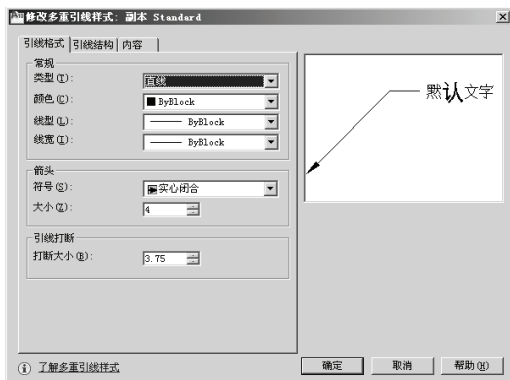 修改多重引线样式: 副本 Standard
引线格式 引线结构 内容
常规
类型(T): 直线
颜色(C): ByBlock
线型(L): ByBlock
线宽(I): ByBlock
箭头
符号(S): 实心闭合
大小(Z): 4
引线打断
打断大小(B): 3.75
默认文字
了解多重引线样式
确定 取消 帮助(H)